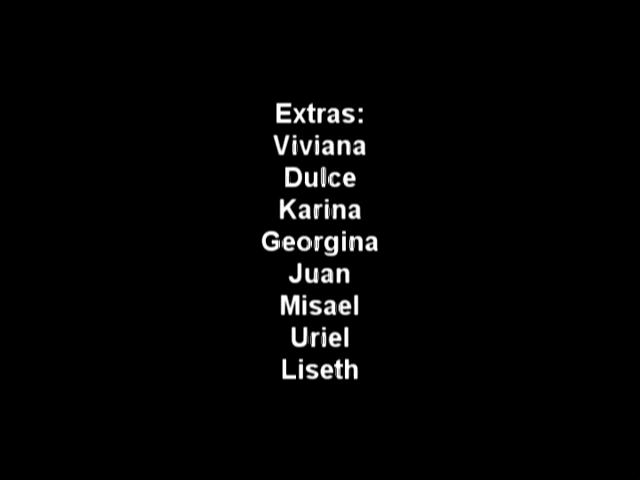 Extras:
Viviana
Dulce
Karina
Georgina
Juan
Misael
Uriel
Liseth